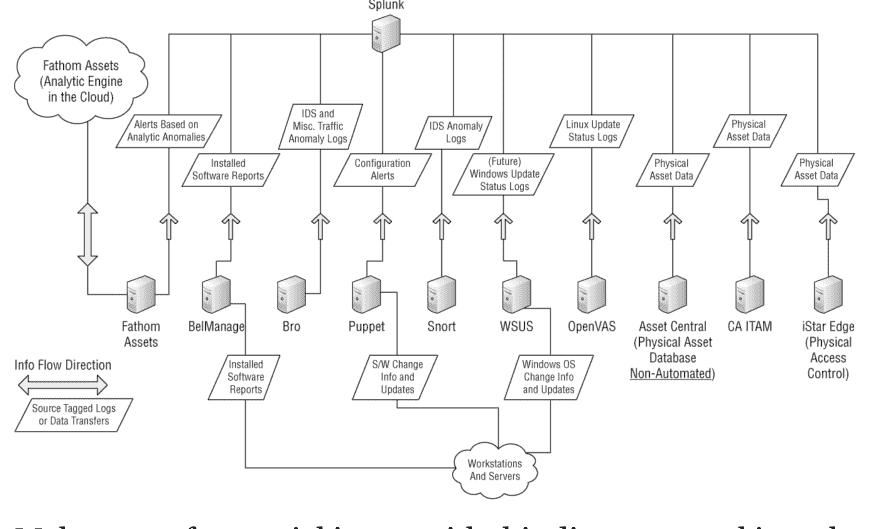 Splunk
Fathom Assets
(Analytic Engine
in the Cloud)
Alerts Based on
Analytic Anomalies
Installed
Software Reports
IDS and
Misc. Traffic
Anomaly Logs
Configuration
Alerts
IDS Anomaly
Logs
(Future)
Windows Update
Status Logs
Linux Update
Status Logs
Physical
Asset Data
Physical
Asset Data
Physical
Asset Data
Fathom
Assets
BelManage
Bro
Puppet
Snort
WSUS
OpenVAS
Asset Central
(Physical Asset
Database
Non-Automated)
CA ITAM
iStar Edge
(Physical
Access
Control)
Info Flow Direction
Source Tagged Logs
or Data Transfers
Installed
Software
Reports
S/W Change
Info and
Updates
Windows OS
Change Info
and Updates
Workstations
And Servers